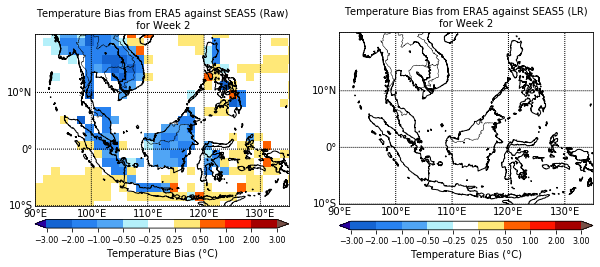 Temperature Bias from ERA5 against SEAS5 (Raw)
for Week 2
10°N
0°
10°S
90°E 100°E 110°E 120°E 130°E
−3.00 −2.00 −1.00 −0.50 −0.25 0.25 0.50 1.00 2.00 3.00
Temperature Bias (°C)
Temperature Bias from ERA5 against SEAS5 (LR)
for Week 2
10°N
0°
10°S
90°E 100°E 110°E 120°E 130°E
−3.00 −2.00 −1.00 −0.50 −0.25 0.25 0.50 1.00 2.00 3.00
Temperature Bias (°C)